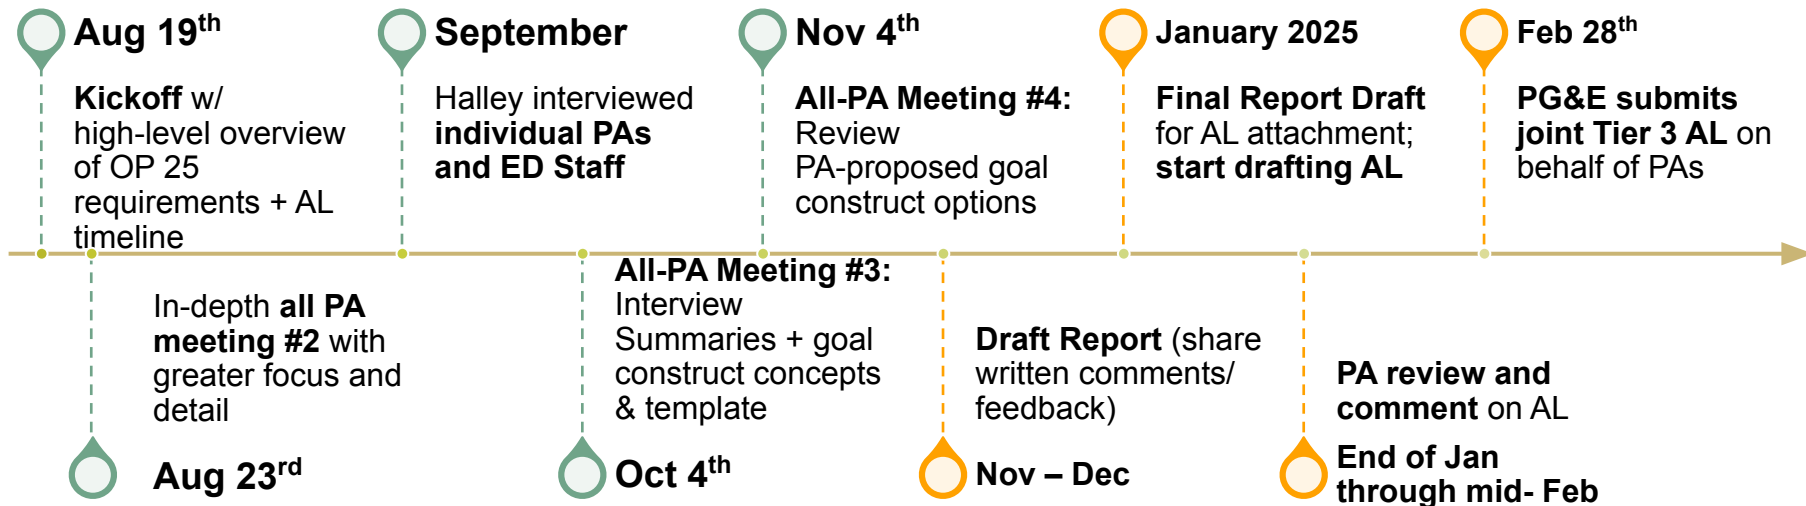 Aug 19th
Kickoff w/
high-level overview
of OP 25
requirements + AL
timeline
In-depth all PA
meeting #2 with
greater focus and
detail
Aug 23rd
September
Halley interviewed
individual PAs
and ED Staff
All-PA Meeting #3:
Interview
Summaries + goal
construct concepts
& template
Oct 4th
Nov 4th
All-PA Meeting #4:
Review
PA-proposed goal
construct options
Draft Report (share
written comments/
feedback)
Nov – Dec
January 2025
Final Report Draft
for AL attachment;
start drafting AL
PA review and
comment on AL
End of Jan
through mid- Feb
Feb 28th
PG&E submits
joint Tier 3 AL on
behalf of PAs